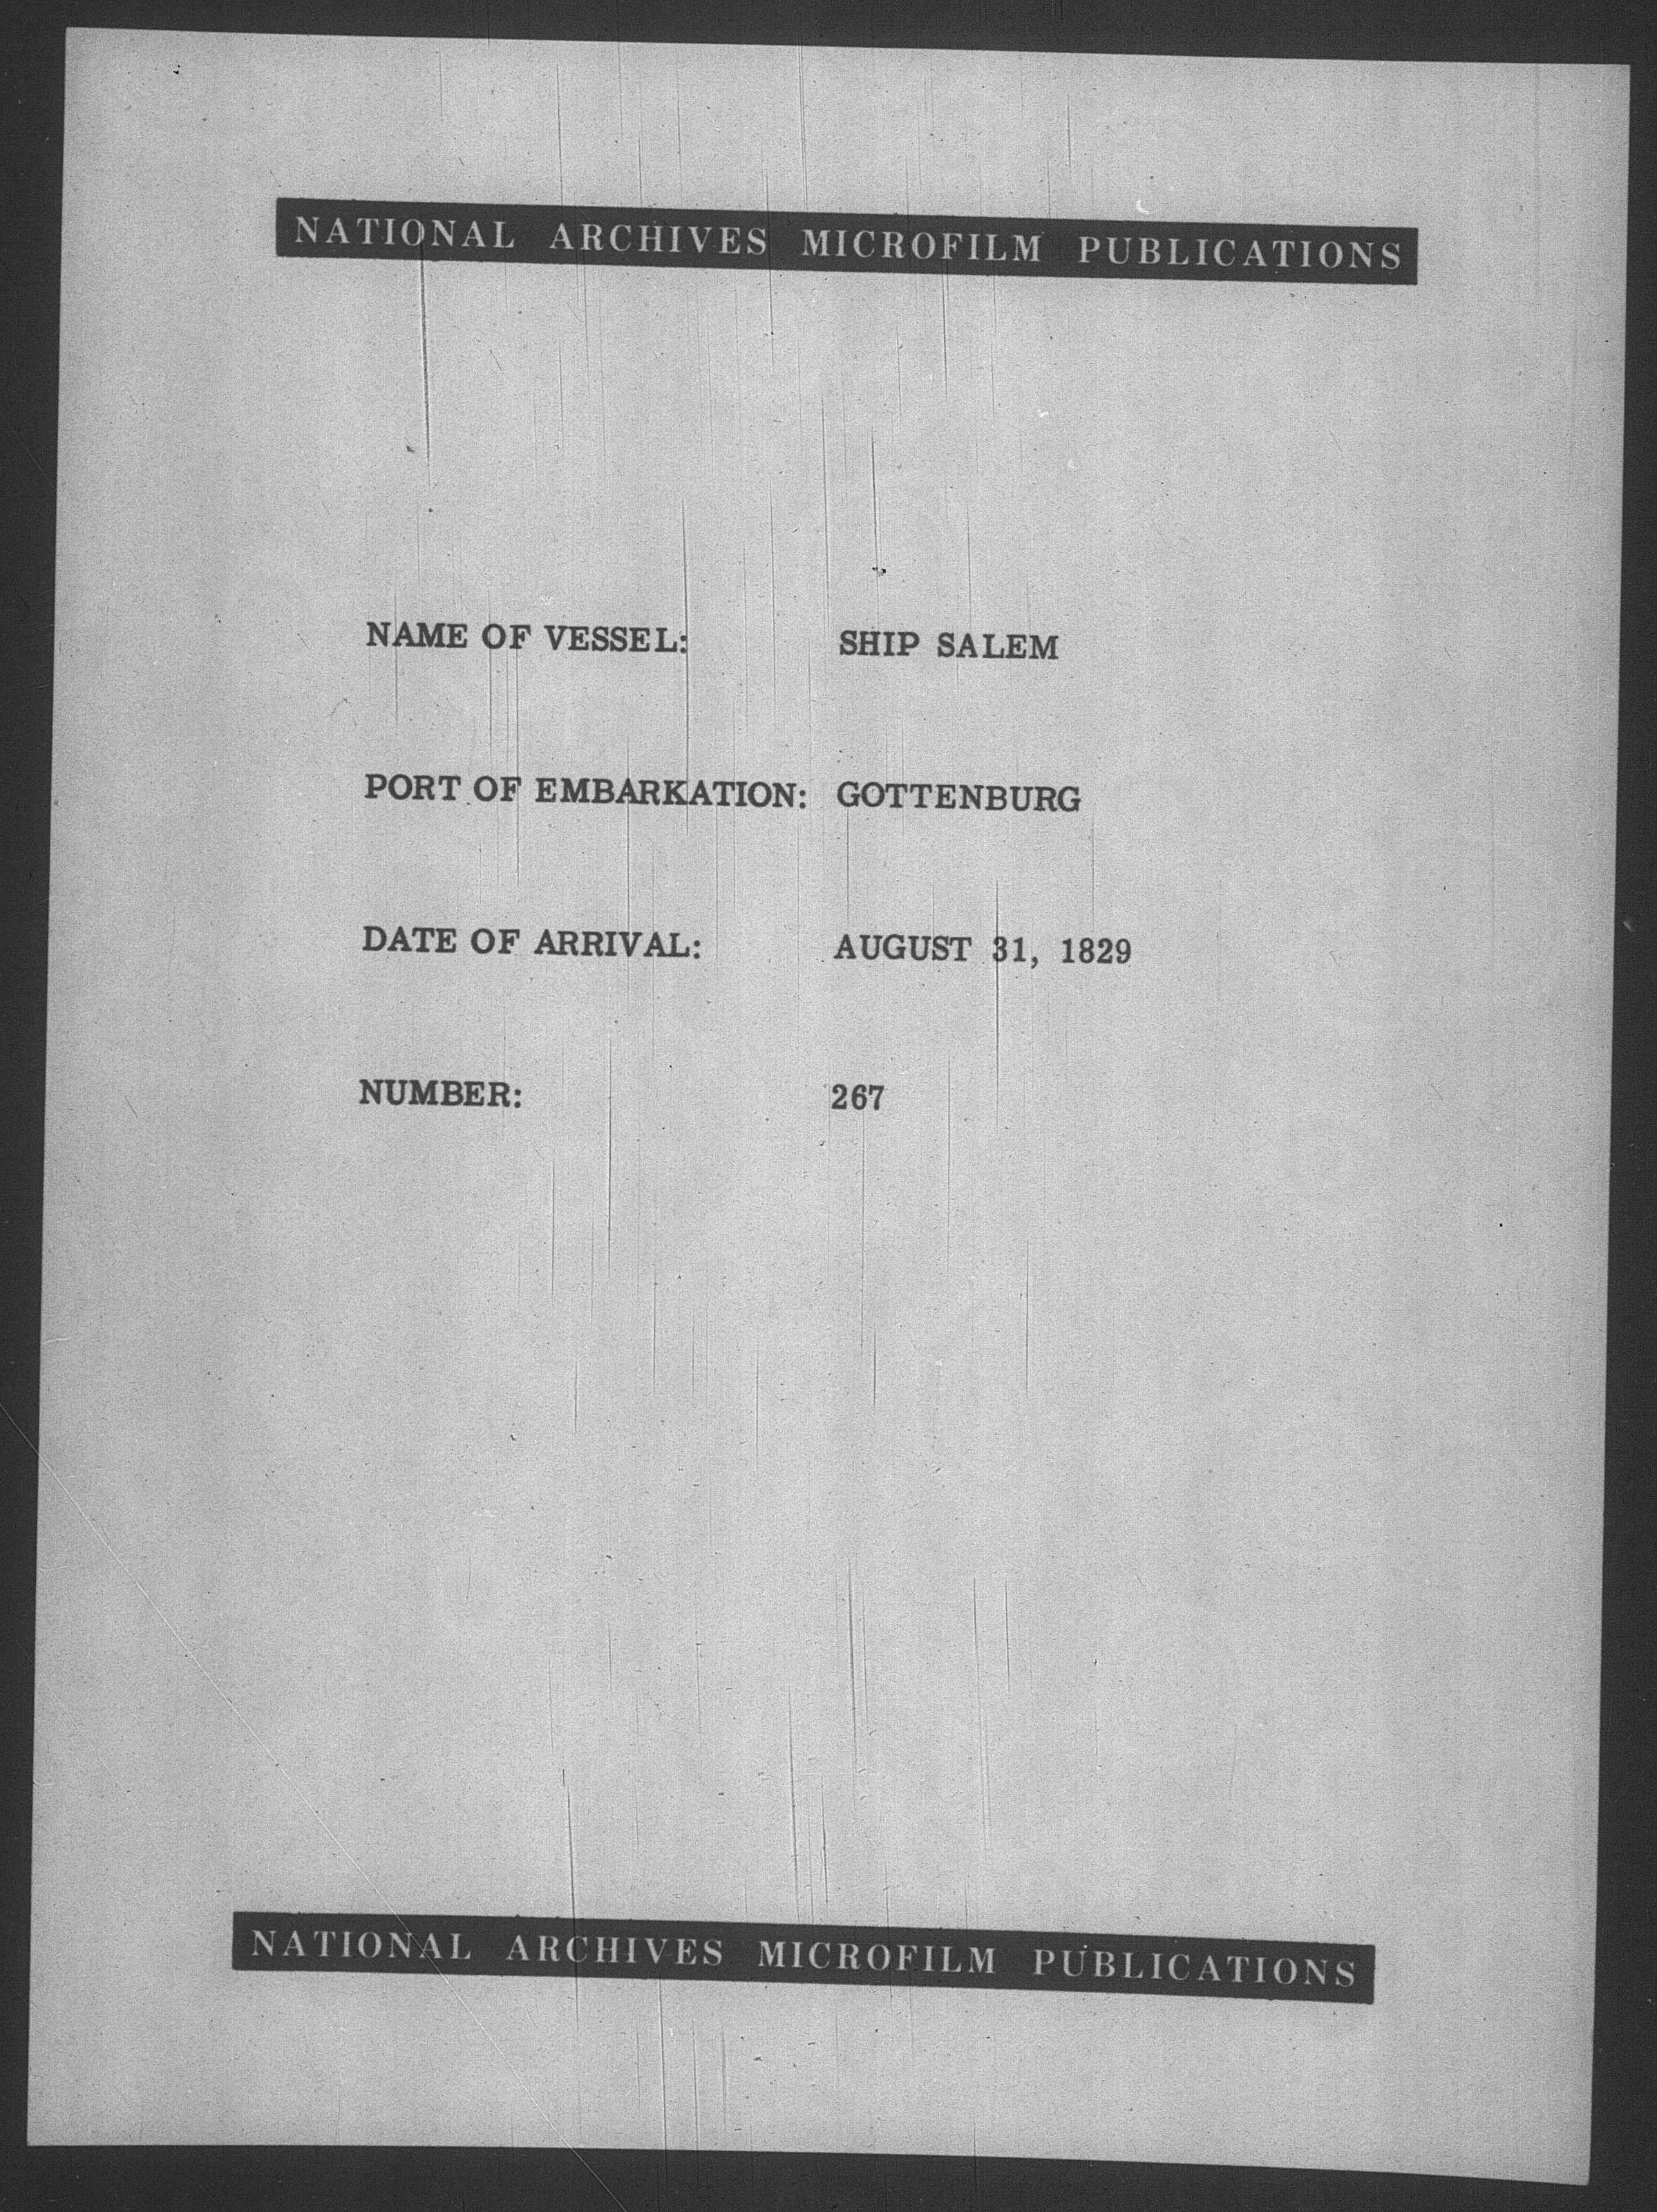 NATIONAL ARCHIVES MICROFILM PUBLICATIONS
NAME OF VESSEL: SHIP SALEM
PORT OF EMBARKATION: GOTTENBURG
DATE OF ARRIVAL: AUGUST 31, 1829
NUMBER: 267
NATIONAL ARCHIVES MICROFILM PUBLICATIONS